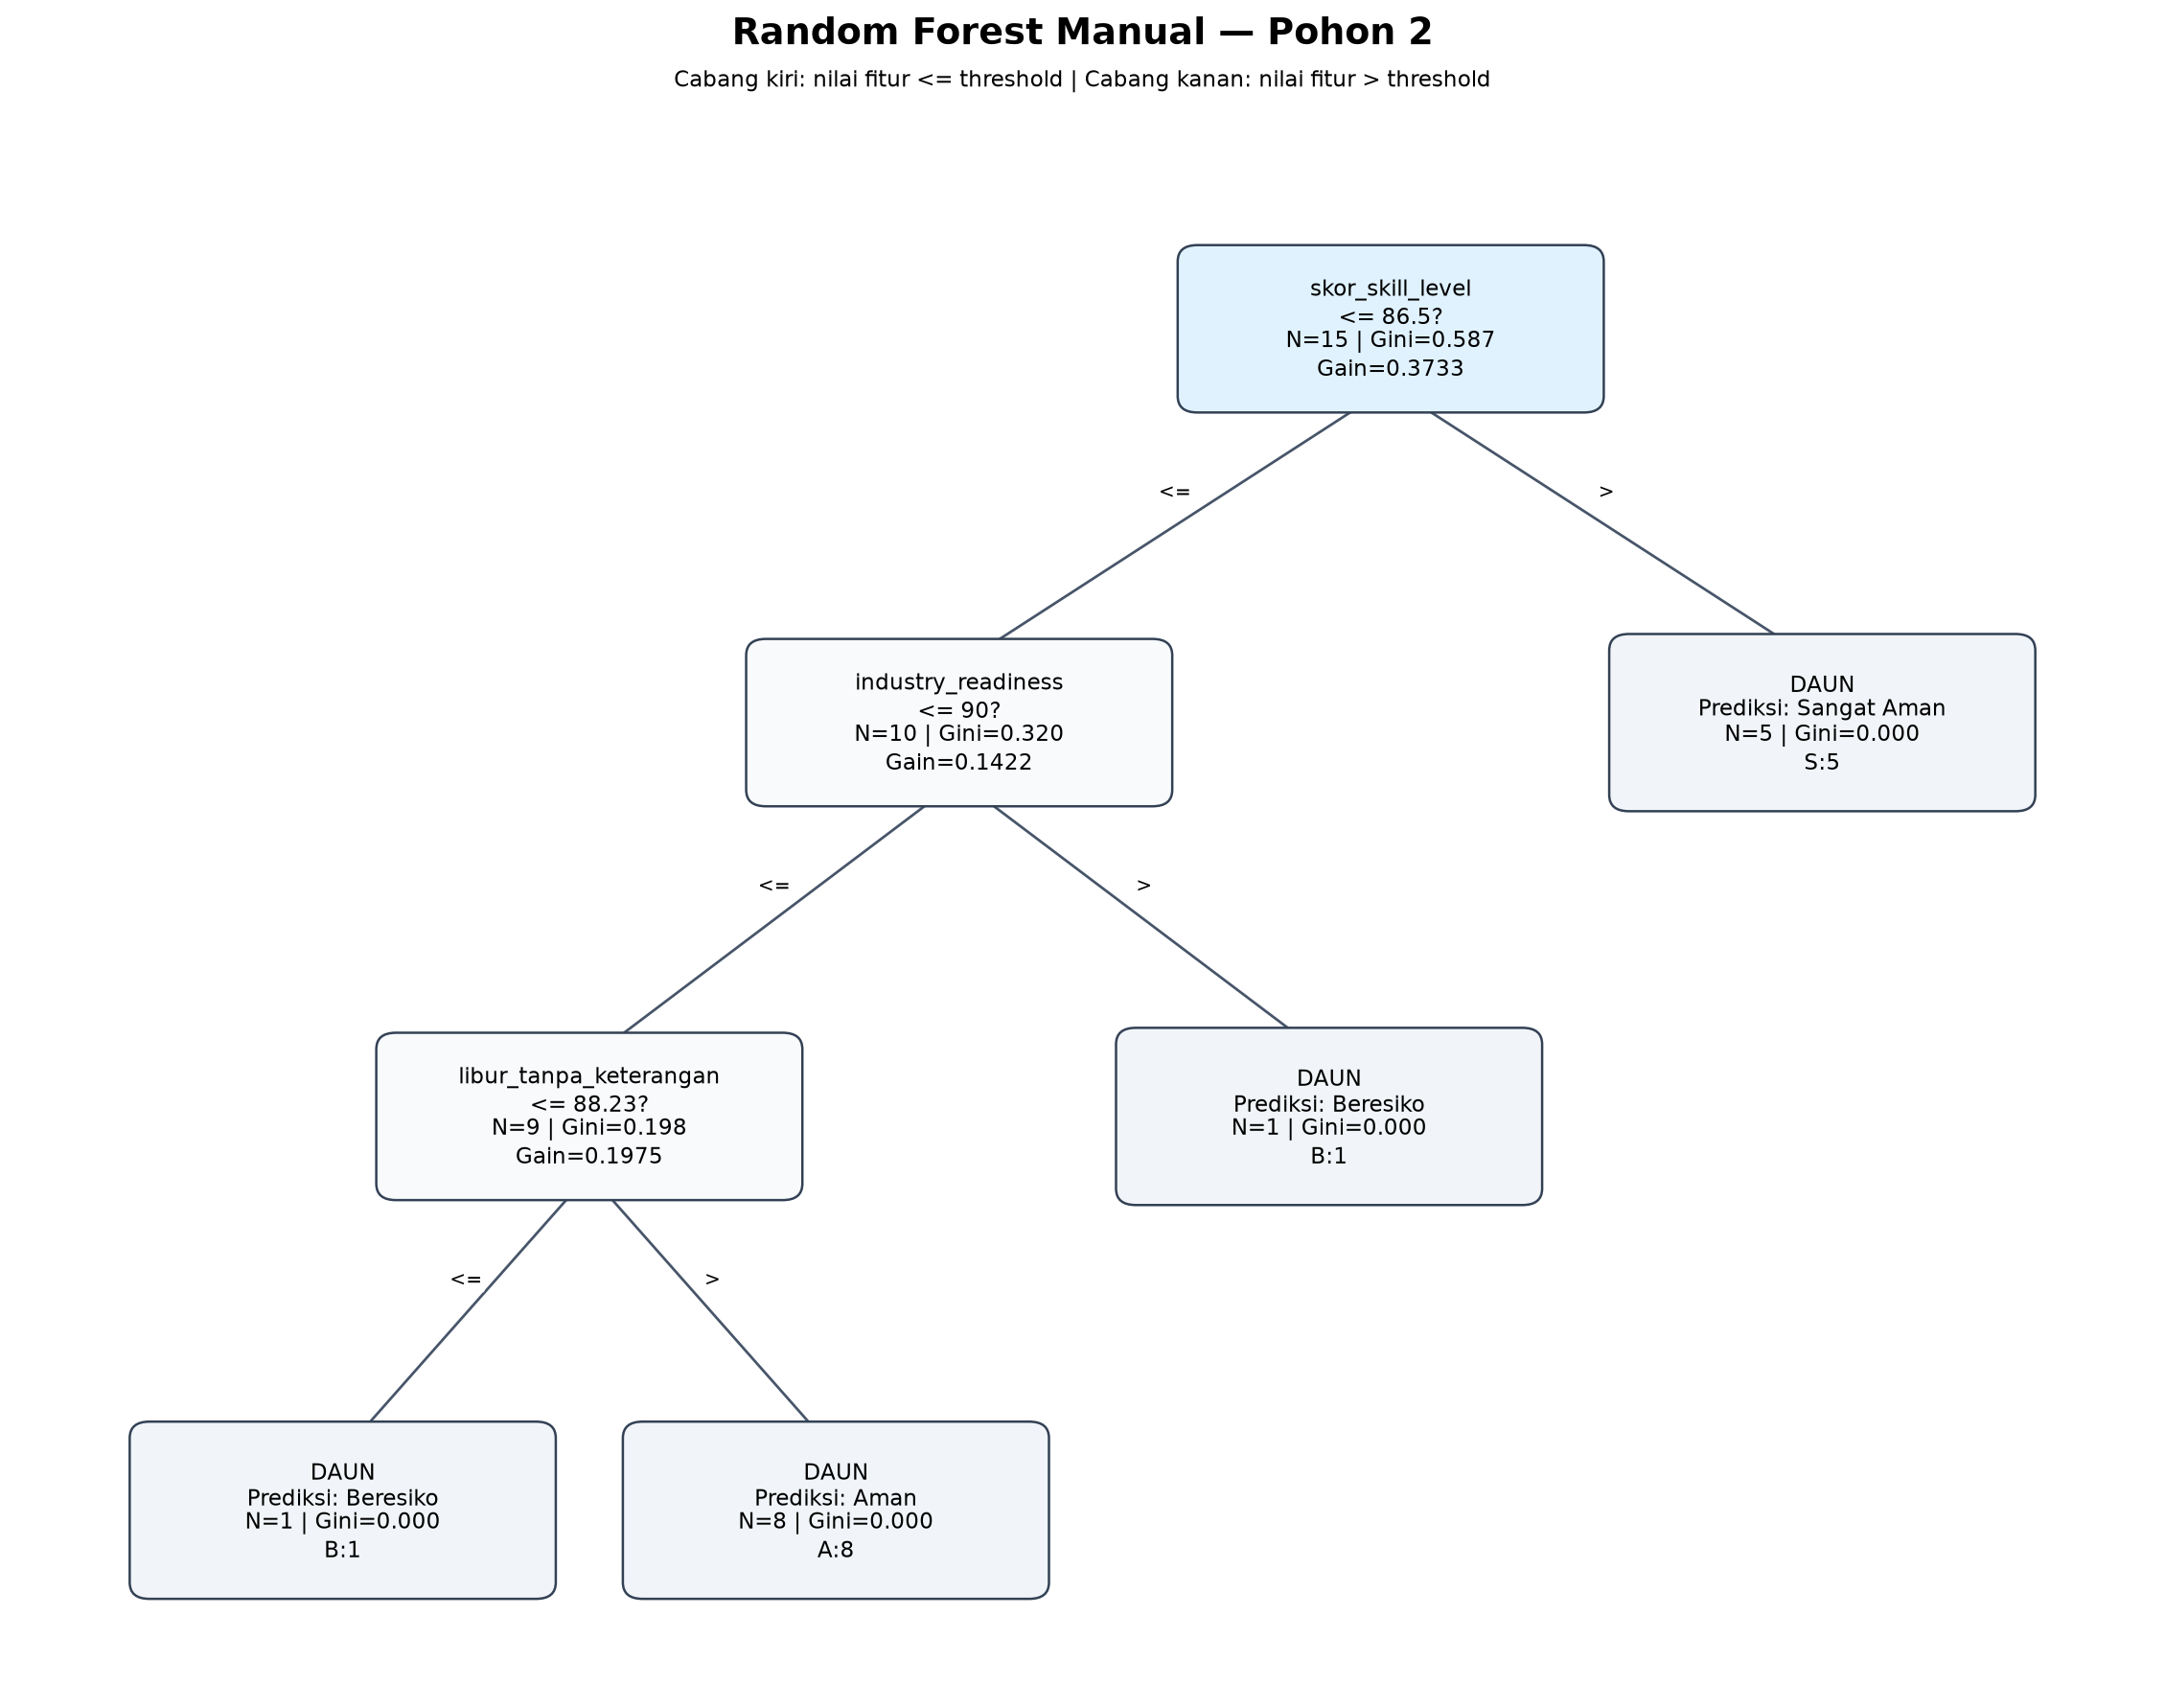 Random Forest Manual — Pohon 2
Cabang kiri: nilai fitur <= threshold | Cabang kanan: nilai fitur > threshold
skor_skill_level
<= 86.5?
N=15 | Gini=0.587
Gain=0.3733
<=
>
industry_readiness
<= 90?
N=10 | Gini=0.320
Gain=0.1422
DAUN
Prediksi: Sangat Aman
N=5 | Gini=0.000
S:5
<=
>
libur_tanpa_keterangan
<= 88.23?
N=9 | Gini=0.198
Gain=0.1975
DAUN
Prediksi: Beresiko
N=1 | Gini=0.000
B:1
<=
>
DAUN
Prediksi: Beresiko
N=1 | Gini=0.000
B:1
DAUN
Prediksi: Aman
N=8 | Gini=0.000
A:8